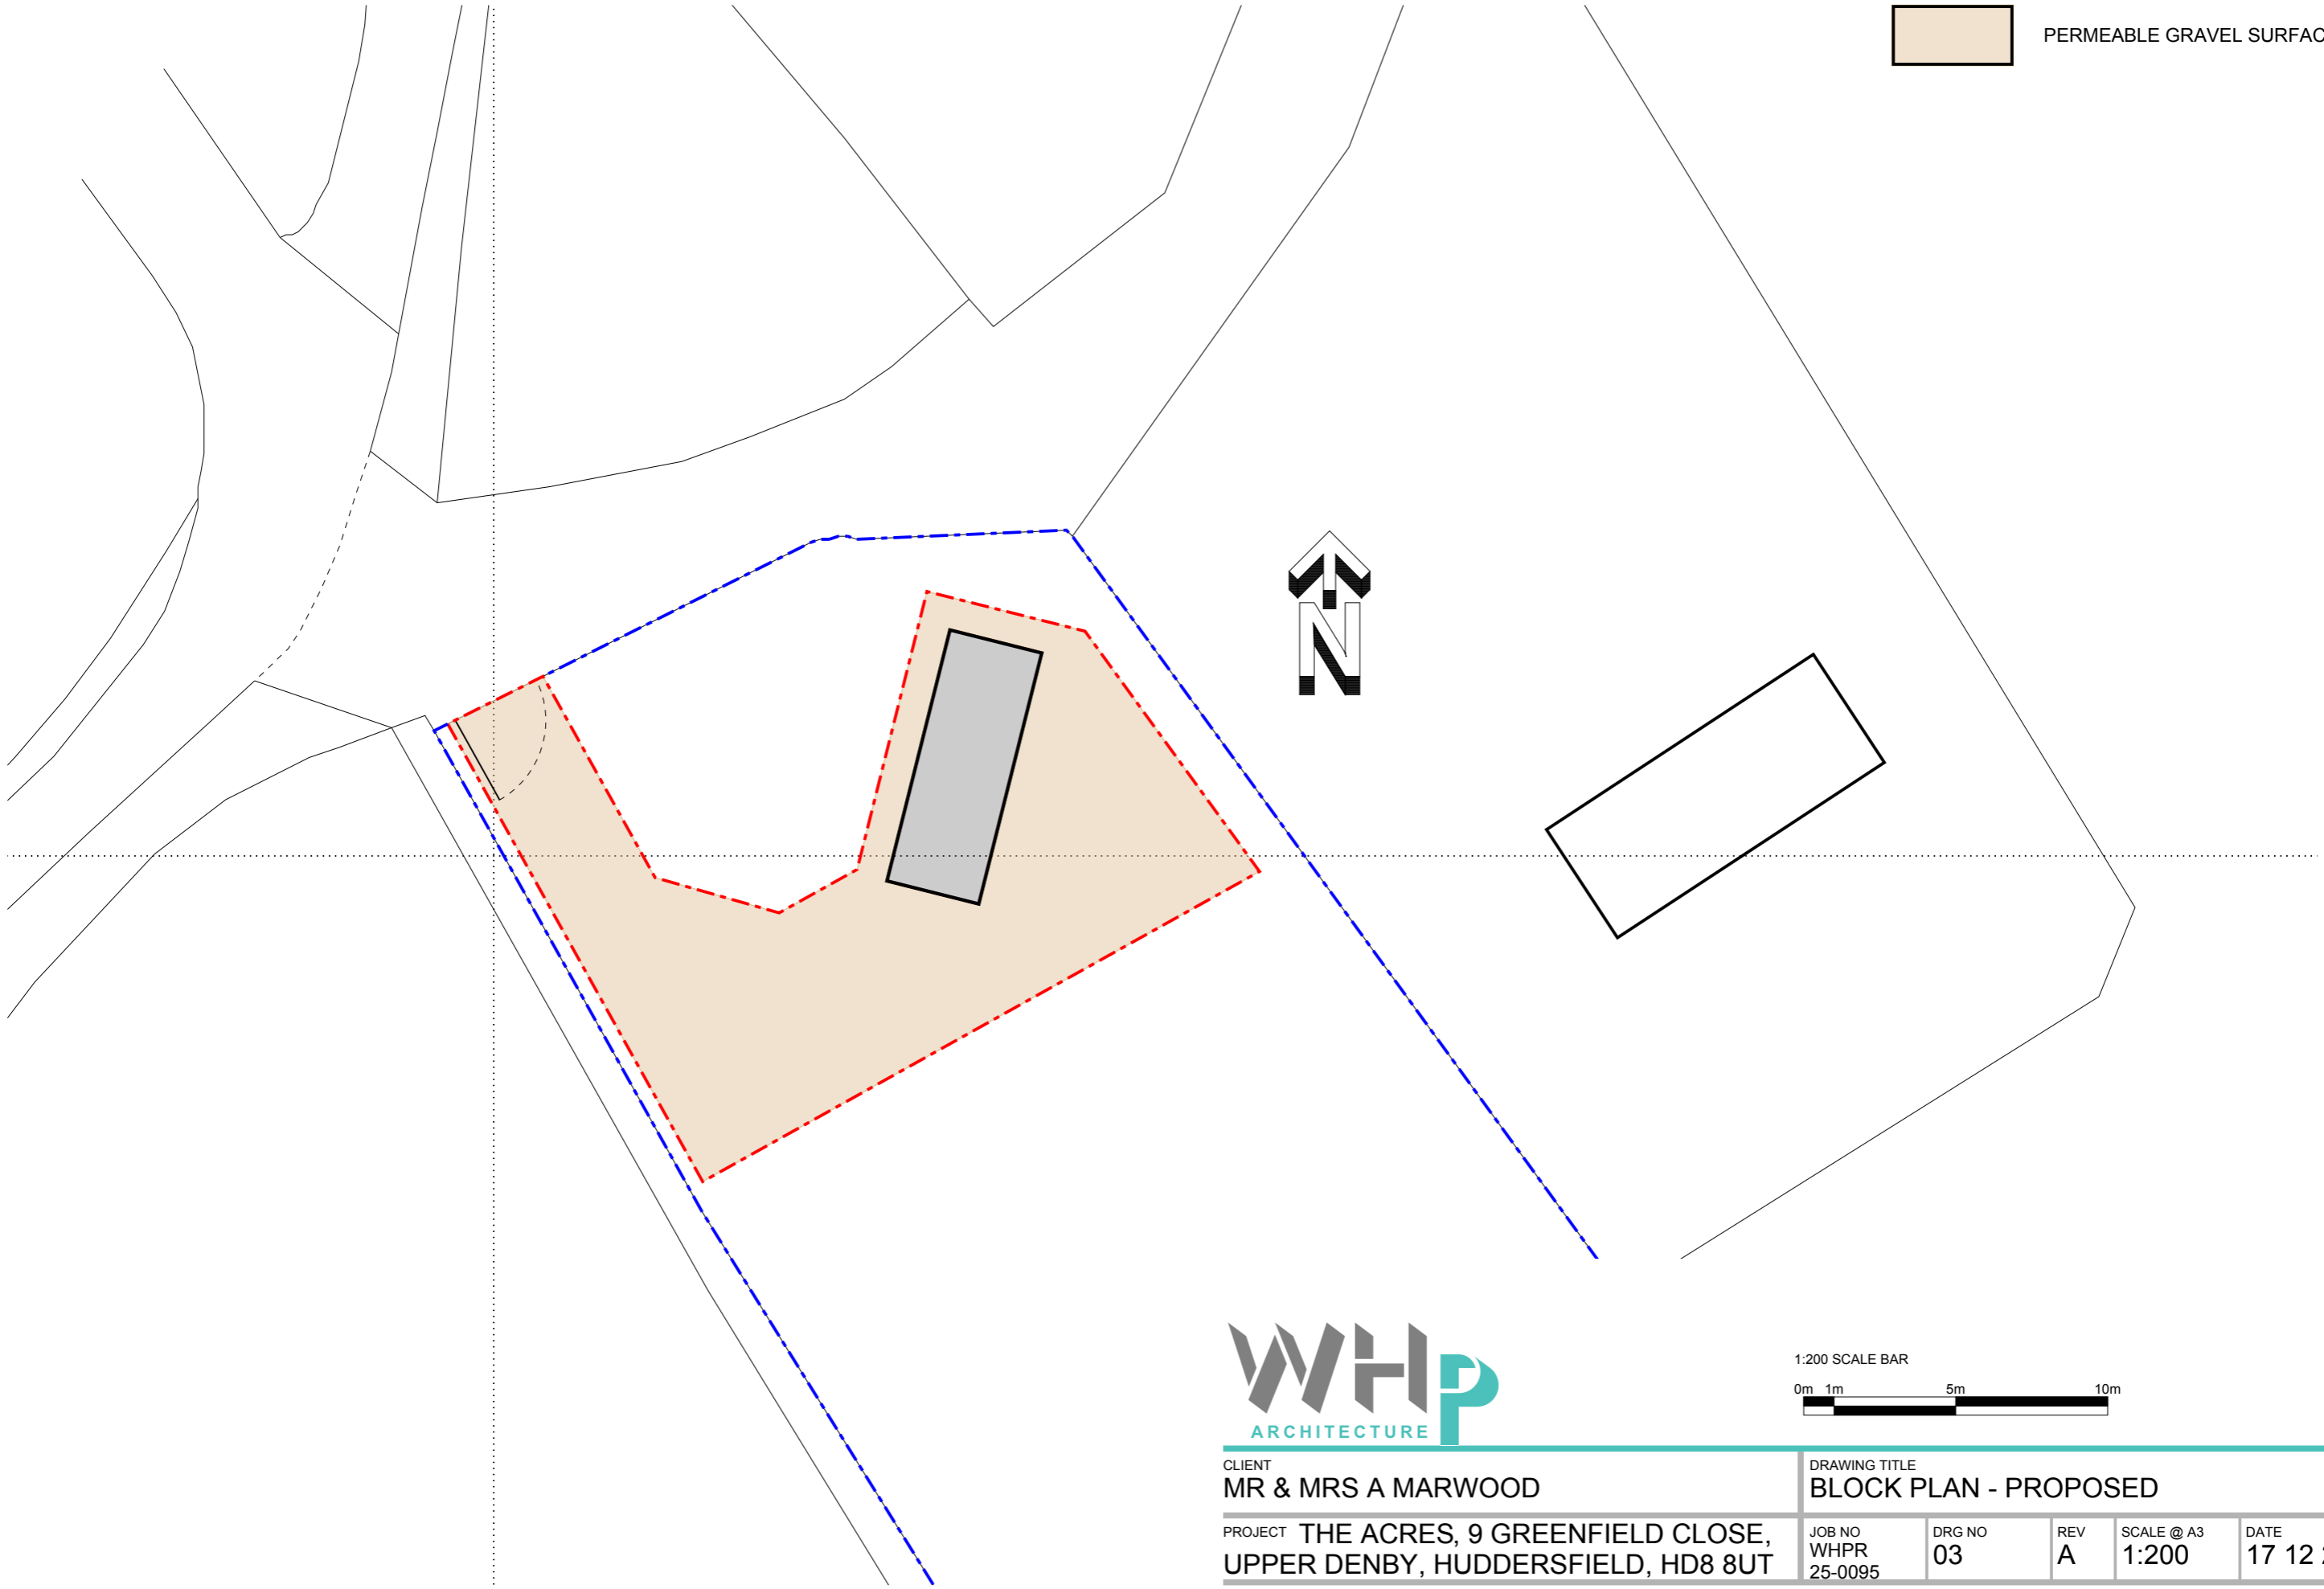 PERMEABLE GRAVEL SURFAC
N
WHP
ARCHITECTURE
1:200 SCALE BAR
0m 1m 5m 10m
CLIENT
MR & MRS A MARWOOD
DRAWING TITLE
BLOCK PLAN - PROPOSED
PROJECT THE ACRES, 9 GREENFIELD CLOSE,
UPPER DENBY, HUDDERSFIELD, HD8 8UT
JOB NO
WHPR
25-0095
DRG NO
03
REV
A
SCALE @ A3
1:200
DATE
17 12